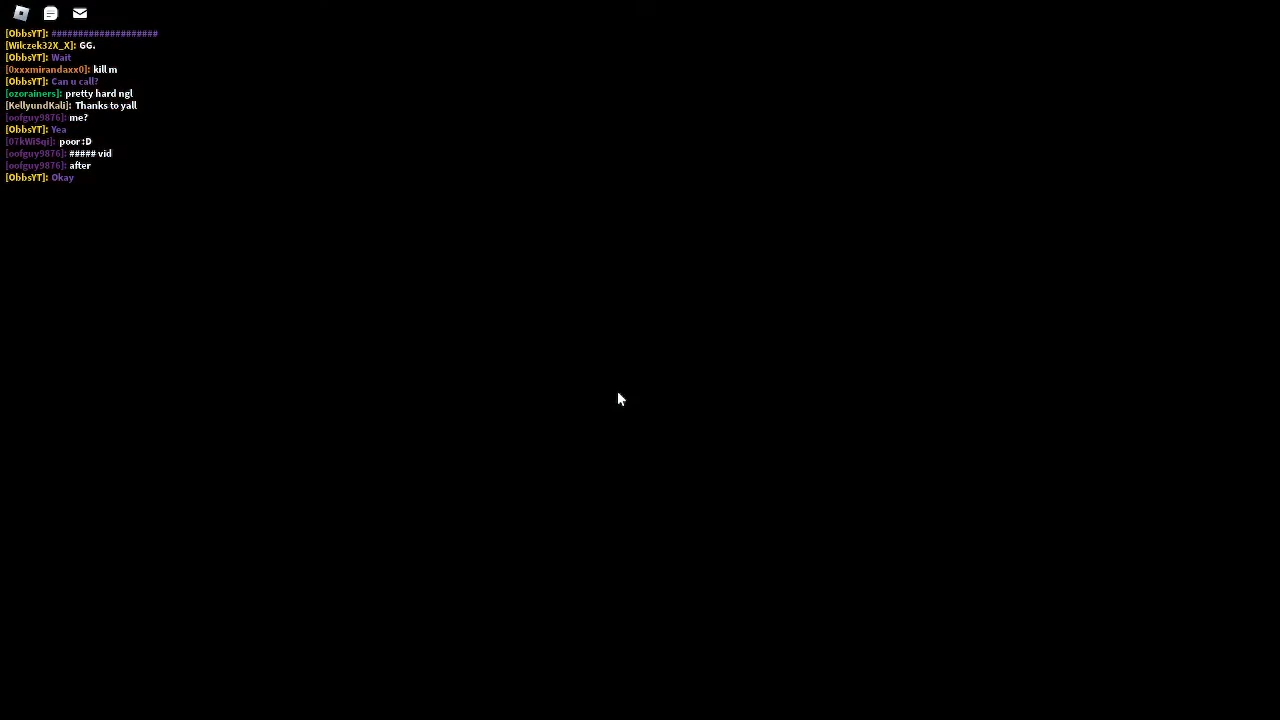 [ObbsYT]: ####################
[Wilczek32X_X]: GG.
[ObbsYT]: Wait
[0xxxmirandaxx0]: kill m
[ObbsYT]: Can u call?
[ozorainers]: pretty hard ngl
[KellyundKali]: Thanks to yall
[oofguy9876]: me?
[ObbsYT]: Yea
[07kWiSqI]: poor :D
[oofguy9876]: ##### vid
[oofguy9876]: after
[ObbsYT]: Okay